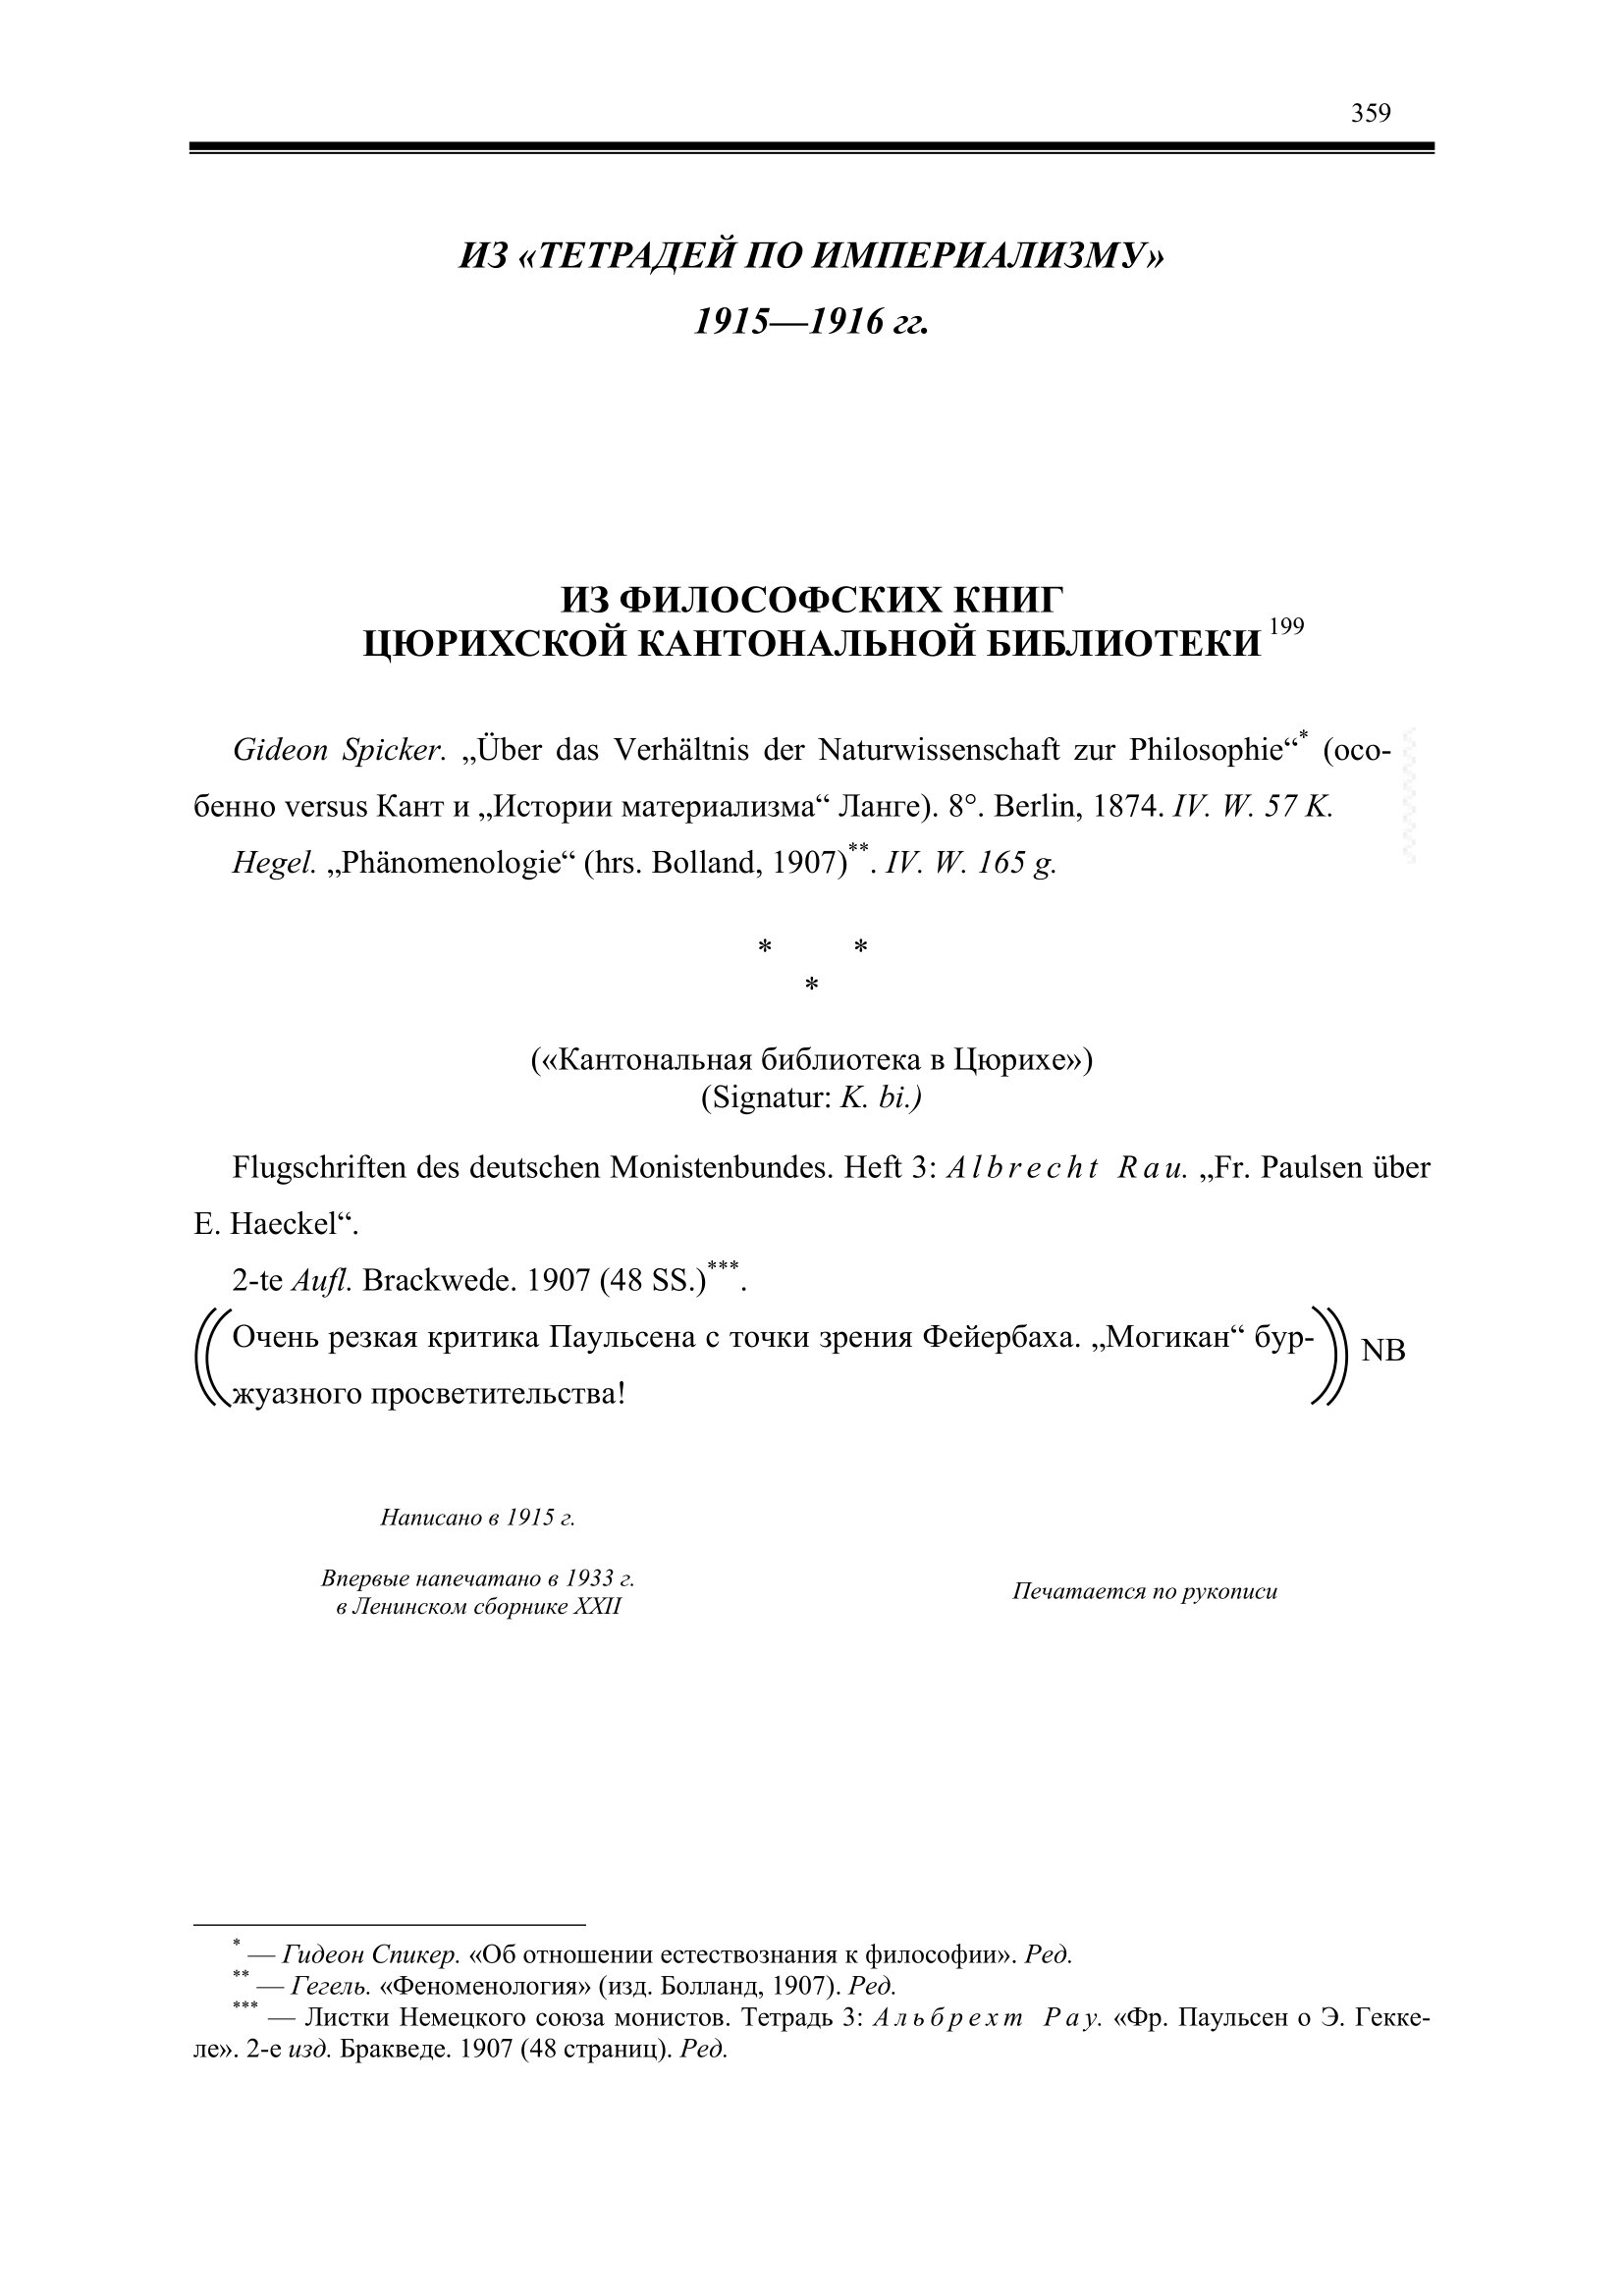 359
ИЗ «ТЕТРАДЕЙ ПО ИМПЕРИАЛИЗМУ»
1915—1916 гг.
ИЗ ФИЛОСОФСКИХ КНИГ
ЦЮРИХСКОЙ КАНТОНАЛЬНОЙ БИБЛИОТЕКИ 199
Gideon Spicker. „Über das Verhältnis der Naturwissenschaft zur Philosophie“* (осо-
бенно versus Кант и „Истории материализма“ Ланге). 8°. Berlin, 1874. IV. W. 57 K.
Hegel. „Phänomenologie“ (hrs. Bolland, 1907)**. IV. W. 165 g.
* *
*
(«Кантональная библиотека в Цюрихе»)
(Signatur: K. bi.)
Flugschriften des deutschen Monistenbundes. Heft 3: Albrecht Rau. „Fr. Paulsen über
E. Haeckel“.
2-te Aufl. Brackwede. 1907 (48 SS.)***.
((Очень резкая критика Паульсена с точки зрения Фейербаха. „Могикан“ бур- )) NB
жуазного просветительства!
Написано в 1915 г.
Впервые напечатано в 1933 г.
в Ленинском сборнике XXII
Печатается по рукописи
* — Гидеон Спикер. «Об отношении естествознания к философии». Ред.
** — Гегель. «Феноменология» (изд. Болланд, 1907). Ред.
*** — Листки Немецкого союза монистов. Тетрадь 3: Альбрехт Рау. «Фр. Паульсен о Э. Гекке-
ле». 2-е изд. Бракведе. 1907 (48 страниц). Ред.